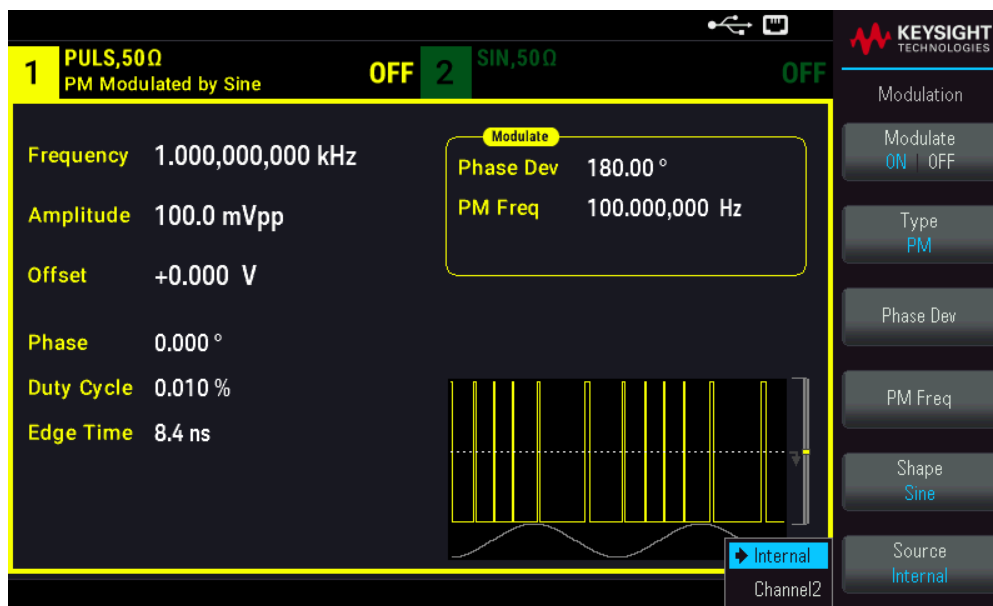 KEYSIGHT
TECHNOLOGIES
1 PULS,50Ω OFF
PM Modulated by Sine
2 SIN,50Ω OFF
Frequency 1.000,000,000 kHz
Amplitude 100.0 mVpp
Offset +0.000 V
Phase 0.000 °
Duty Cycle 0.010 %
Edge Time 8.4 ns
Modulate
Phase Dev 180.00 °
PM Freq 100.000,000 Hz
Internal
Channel2
Modulation
Modulate
ON | OFF
Type
PM
Phase Dev
PM Freq
Shape
Sine
Source
Internal